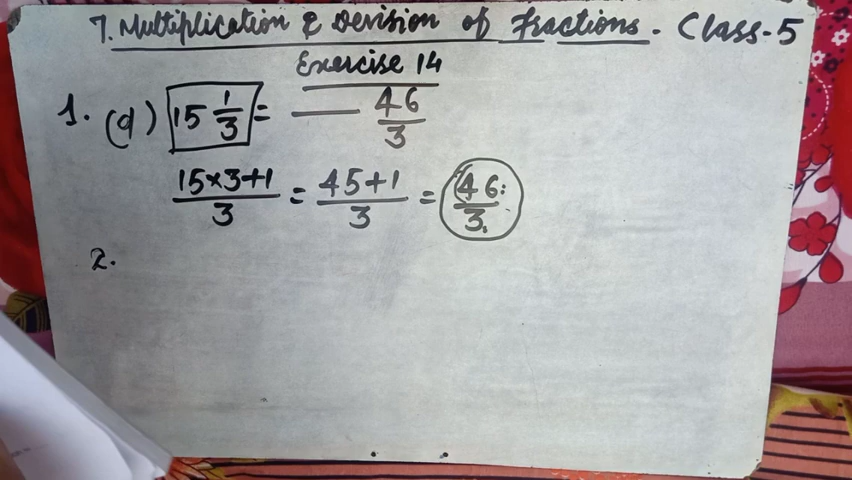 7. Multiplication & Devision of Fractions. Class-5
Exercise 14
1. (a) 15 1/3 = — 46/3
15×3+1/3 = 45+1/3 = 46/3
2.